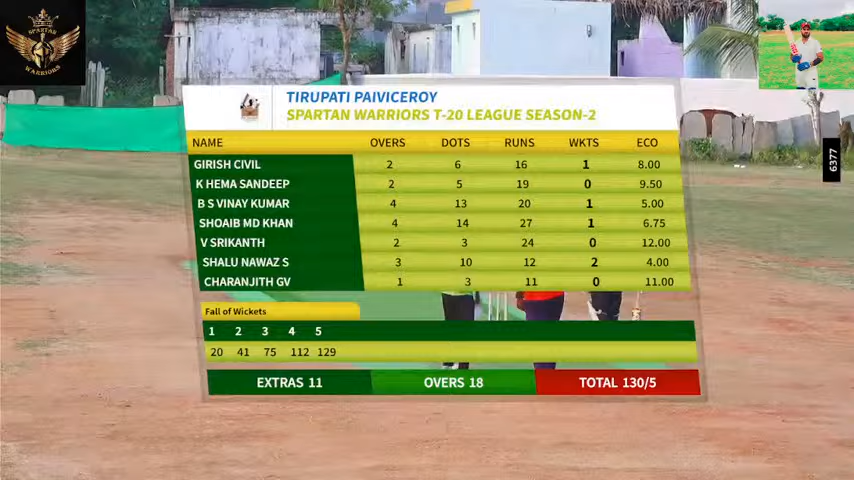 SPARTAN
WARRIORS
TIRUPATI PAIVICEROY
SPARTAN WARRIORS T-20 LEAGUE SEASON-2
NAME OVERS DOTS RUNS WKTS ECO
GIRISH CIVIL 2 6 16 1 8.00
K HEMA SANDEEP 2 5 19 0 9.50
B S VINAY KUMAR 4 13 20 1 5.00
SHOAIB MD KHAN 4 14 27 1 6.75
V SRIKANTH 2 3 24 0 12.00
SHALU NAWAZ S 3 10 12 2 4.00
CHARANJITH GV 1 3 11 0 11.00
Fall of Wickets
1 2 3 4 5
20 41 75 112 129
EXTRAS 11 OVERS 18 TOTAL 130/5
6377